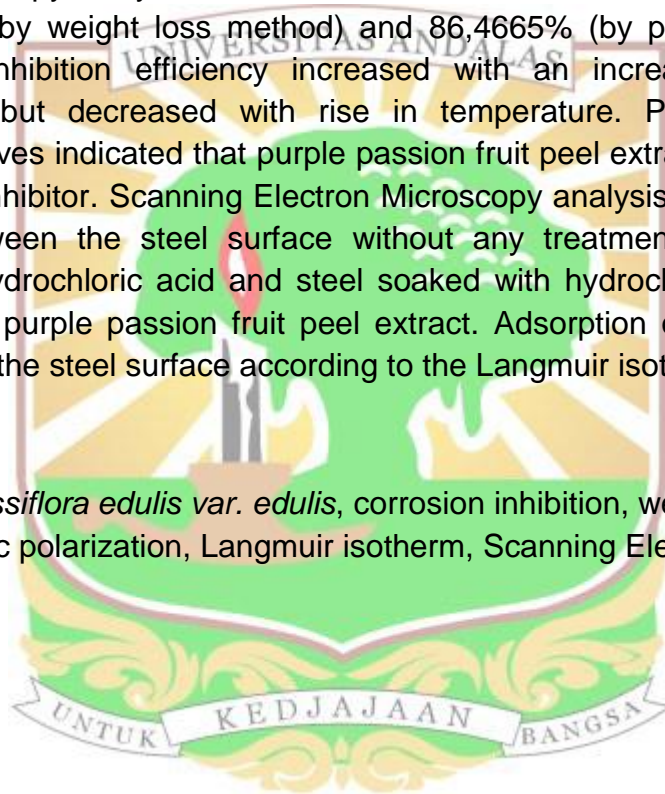 by weight loss method) and 86,4665% (by p
UNIVERSITAS ANDALAS
nhibition efficiency increased with an increa
but decreased with rise in temperature. P
ves indicated that purple passion fruit peel extra
nhibitor. Scanning Electron Microscopy analysis
ween the steel surface without any treatmen
ydrochloric acid and steel soaked with hydroch
purple passion fruit peel extract. Adsorption
the steel surface according to the Langmuir isot
ssiflora edulis var. edulis, corrosion inhibition, we
c polarization, Langmuir isotherm, Scanning Ele
UNTUK KEDJAJAAN BANGSA